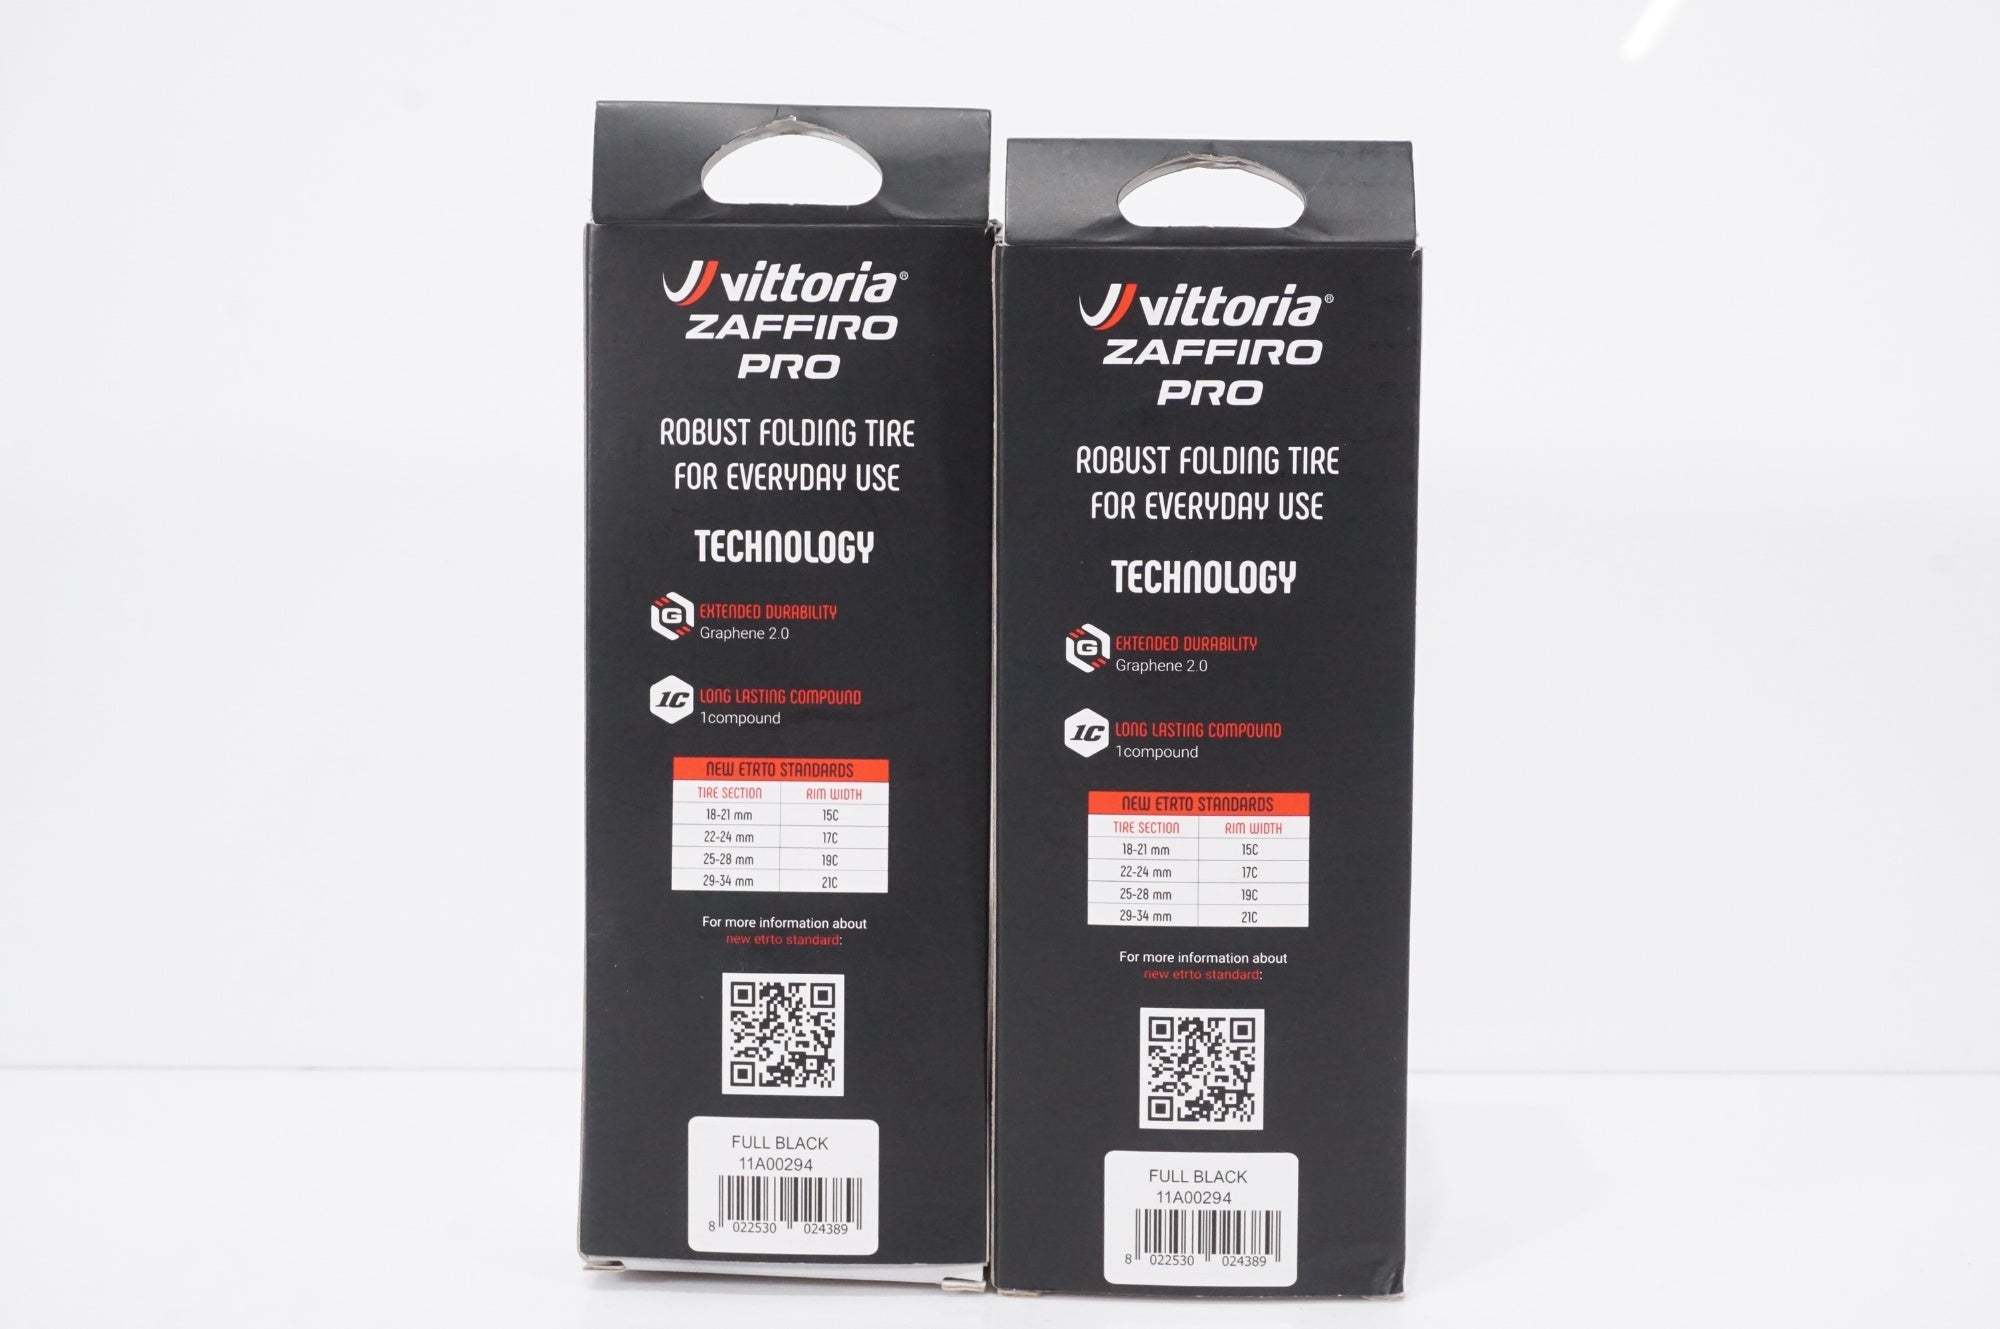 vittoria®
ZAFFIRO
PRO
ROBUST FOLDING TIRE
FOR EVERYDAY USE
TECHNOLOGY
G
EXTENDED DURABILITY
Graphene 2.0
1C
LONG LASTING COMPOUND
1compound
NEW ETRTO STANDARDS
TIRE SECTION RIM WIDTH
18-21 mm 15C
22-24 mm 17C
25-28 mm 19C
29-34 mm 21C
For more information about
new etrto standard:
FULL BLACK
11A00294
8 022530 024389
vittoria®
ZAFFIRO
PRO
ROBUST FOLDING TIRE
FOR EVERYDAY USE
TECHNOLOGY
G
EXTENDED DURABILITY
Graphene 2.0
1C
LONG LASTING COMPOUND
1compound
NEW ETRTO STANDARDS
TIRE SECTION RIM WIDTH
18-21 mm 15C
22-24 mm 17C
25-28 mm 19C
29-34 mm 21C
For more information about
new etrto standard:
FULL BLACK
11A00294
8 022530 024389